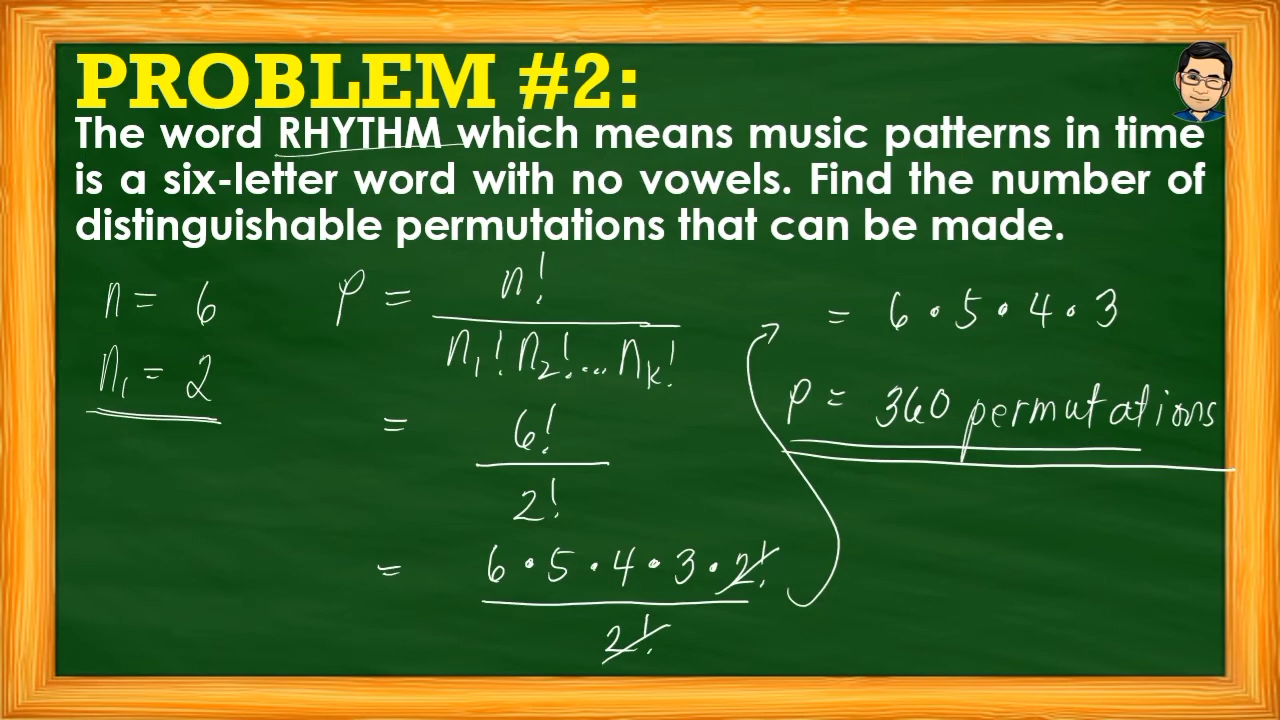 PROBLEM #2:
The word RHYTHM which means music patterns in time
is a six-letter word with no vowels. Find the number of
distinguishable permutations that can be made.
n = 6
n₁ = 2
P = n! / n₁! n₂! ... nₖ!
= 6! / 2!
= 6 · 5 · 4 · 3 · 2! / 2!
= 6 · 5 · 4 · 3
P = 360 permutations